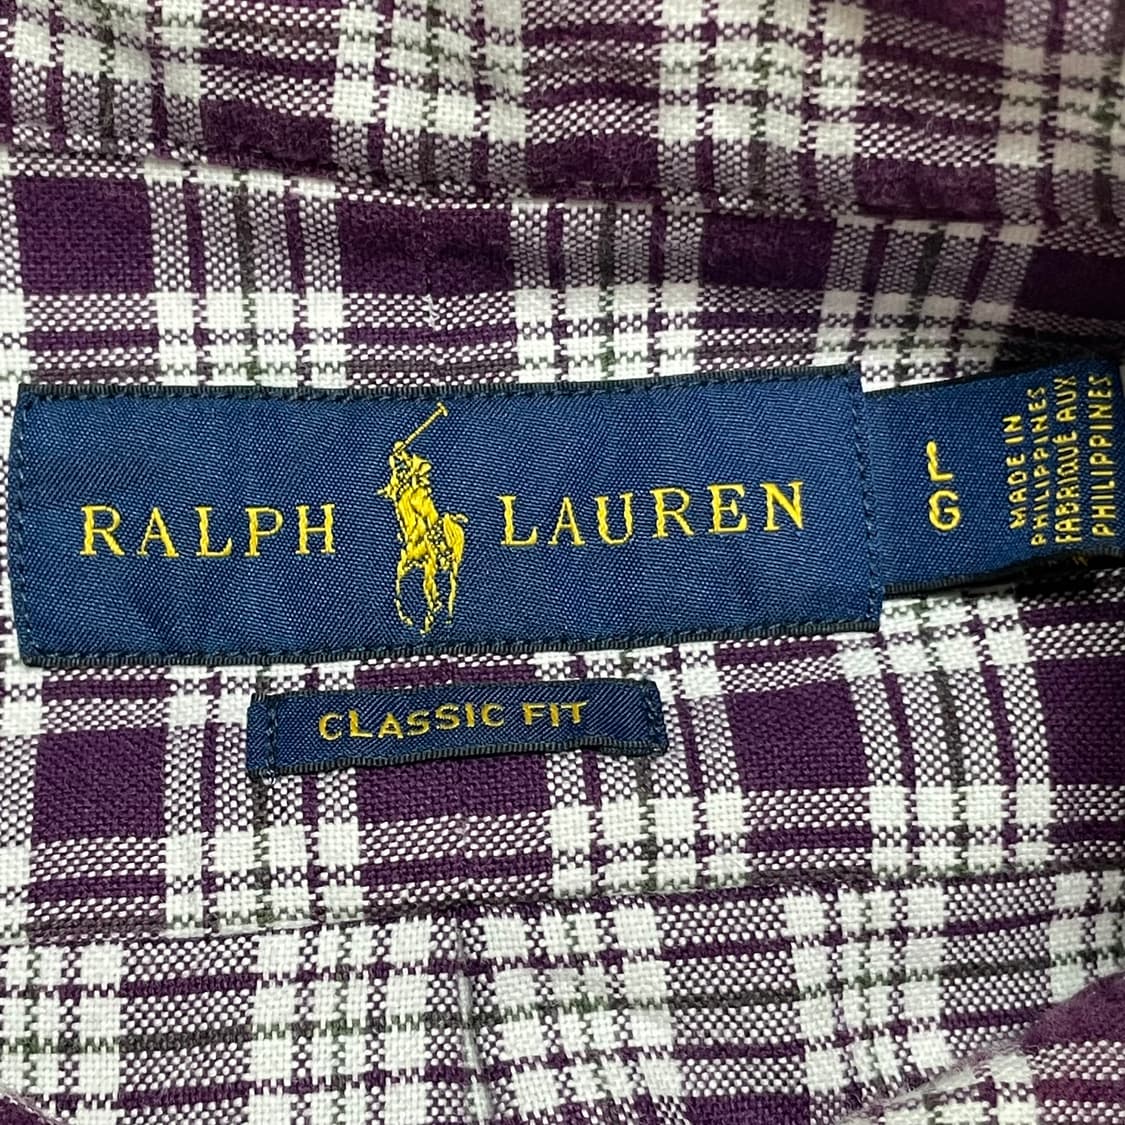 RALPH LAUREN
CLASSIC FIT
L
G
MADE IN
PHILIPPINES
FABRIQUÉ AUX
PHILIPPINES